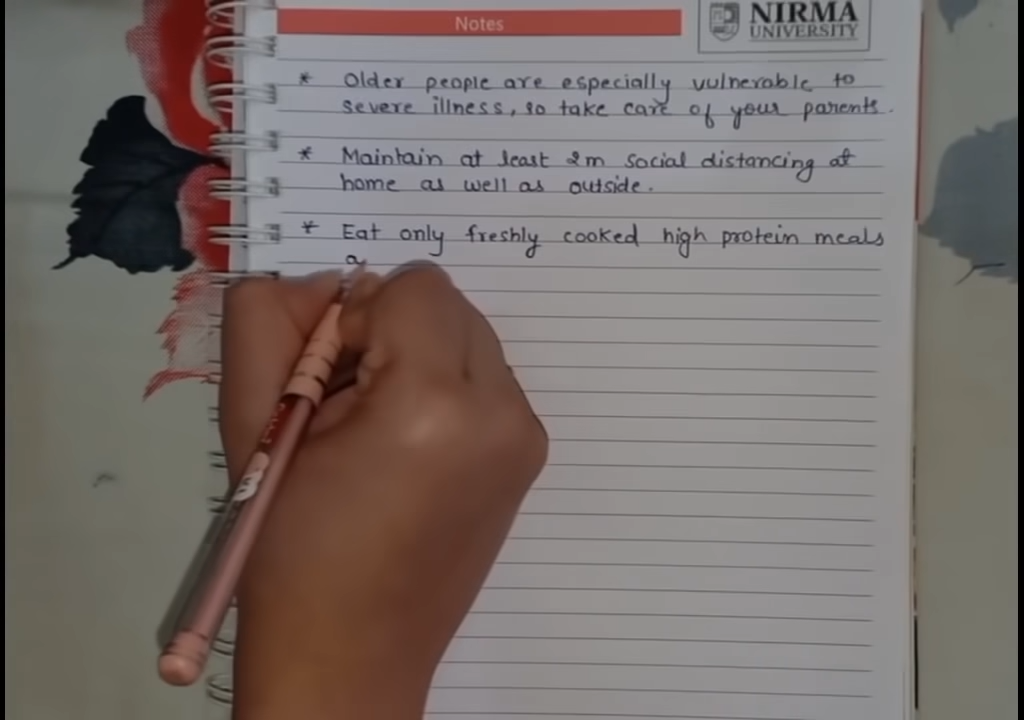 Notes
NIRMA
UNIVERSITY
* Older people are especially vulnerable to
severe illness, so take care of your parents.
* Maintain at least 2m social distancing at
home as well as outside.
* Eat only freshly cooked high protein meals
a